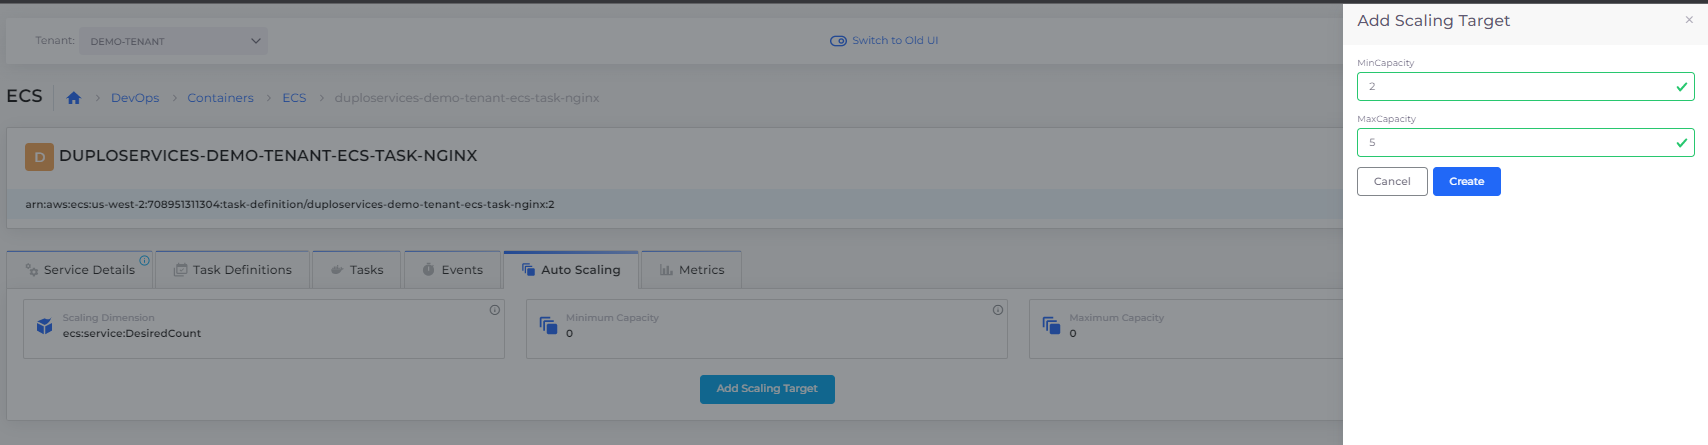 Tenant: DEMO-TENANT
Switch to Old UI
ECS
DevOps
Containers
ECS
duploservices-demo-tenant-ecs-task-nginx
D
DUPLOSERVICES-DEMO-TENANT-ECS-TASK-NGINX
arn:aws:ecs:us-west-2:708951311304:task-definition/duploservices-demo-tenant-ecs-task-nginx:2
Service Details
Task Definitions
Tasks
Events
Auto Scaling
Metrics
Scaling Dimension
ecs:service:DesiredCount
Minimum Capacity
0
Maximum Capacity
0
Add Scaling Target
Add Scaling Target
×
MinCapacity
2
MaxCapacity
5
Cancel
Create